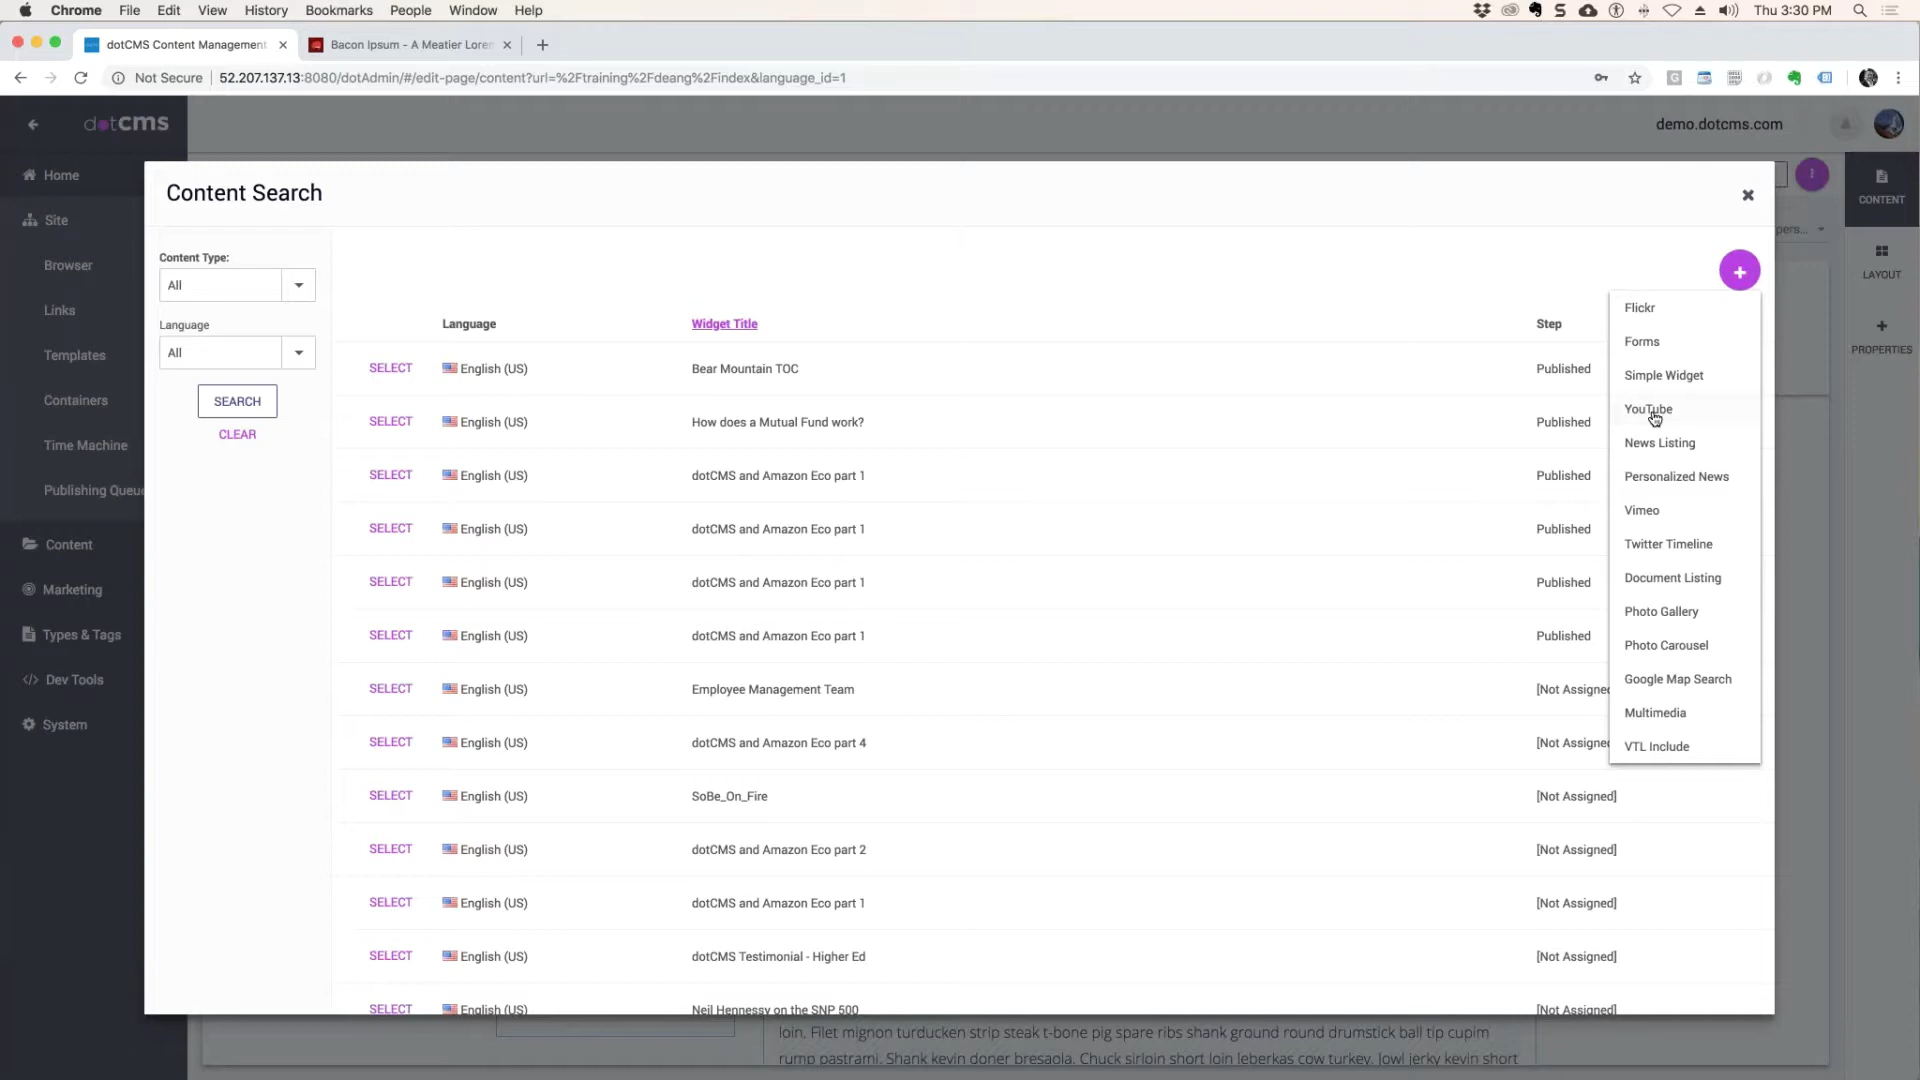 Chrome File Edit View History Bookmarks People Window Help Thu 3:30 PM
dotCMS Content Management Bacon Ipsum - A Meatier Loren
Not Secure 52.207.137.13:8080/dotAdmin/#/edit-page/content?url=%2Ftraining%2Fdeang%2Findex&language_id=1
dotCMS demo.dotcms.com
Home
Site
Browser
Links
Templates
Containers
Time Machine
Publishing Queue
Content
Marketing
Types & Tags
Dev Tools
System
Content Search
Content Type:
All
Language
All
SEARCH
CLEAR
Language Widget Title Step
SELECT English (US) Bear Mountain TOC Published
SELECT English (US) How does a Mutual Fund work? Published
SELECT English (US) dotCMS and Amazon Eco part 1 Published
SELECT English (US) dotCMS and Amazon Eco part 1 Published
SELECT English (US) dotCMS and Amazon Eco part 1 Published
SELECT English (US) dotCMS and Amazon Eco part 1 Published
SELECT English (US) Employee Management Team [Not Assigned
SELECT English (US) dotCMS and Amazon Eco part 4 [Not Assigned
SELECT English (US) SoBe_On_Fire [Not Assigned]
SELECT English (US) dotCMS and Amazon Eco part 2 [Not Assigned]
SELECT English (US) dotCMS and Amazon Eco part 1 [Not Assigned]
SELECT English (US) dotCMS Testimonial - Higher Ed [Not Assigned]
SELECT English (US) Neil Hennessy on the SNP 500 [Not Assigned]
Flickr
Forms
Simple Widget
YouTube
News Listing
Personalized News
Vimeo
Twitter Timeline
Document Listing
Photo Gallery
Photo Carousel
Google Map Search
Multimedia
VTL Include
CONTENT
pers...
LAYOUT
PROPERTIES
loin. Filet mignon turducken strip steak t-bone pig spare ribs shank ground round drumstick ball tip cupim
rump pastrami. Shank kevin doner bresaola. Chuck sirloin short loin leberkas cow turkey. Jowl jerky kevin short